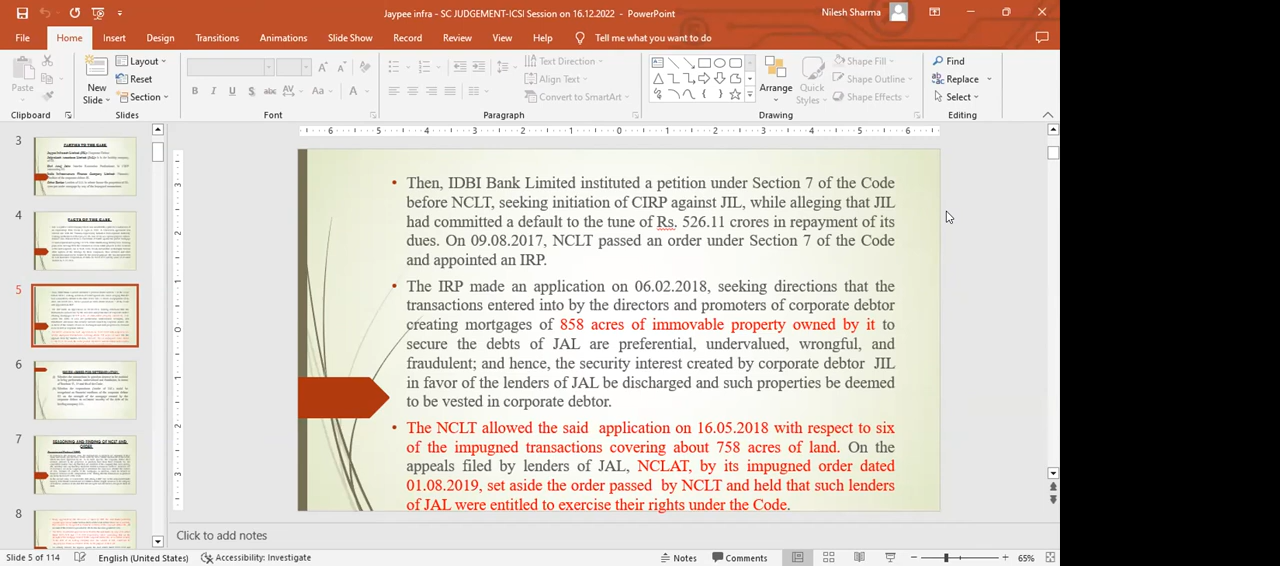 Jaypee infra - SC JUDGEMENT-ICSI Session on 16.12.2022 - PowerPoint
Nilesh Sharma
File Home Insert Design Transitions Animations Slide Show Record Review View Help Tell me what you want to do
Paste
New
Slide
Layout
Reset
Section
Text Direction
Align Text
Convert to SmartArt
Arrange
Quick
Styles
Shape Fill
Shape Outline
Shape Effects
Find
Replace
Select
Clipboard Slides Font Paragraph Drawing Editing
3
4
5
6
7
8
Then, IDBI Bank Limited instituted a petition under Section 7 of the Code
before NCLT, seeking initiation of CIRP against JIL, while alleging that JIL
had committed a default to the tune of Rs. 526.11 crores in payment of its
dues. On 09.08.2017, NCLT passed an order under Section 7 of the Code
and appointed an IRP.
The IRP made an application on 06.02.2018, seeking directions that the
transactions entered into by the directors and promoters of corporate debtor
creating mortgages of 858 acres of immovable property owned by it to
secure the debts of JAL are preferential, undervalued, wrongful, and
fraudulent; and hence, the security interest created by corporate debtor JIL
in favor of the lenders of JAL be discharged and such properties be deemed
to be vested in corporate debtor.
The NCLT allowed the said application on 16.05.2018 with respect to six
of the impugned transactions covering about 758 acres of land. On the
appeals filed by lenders of JAL, NCLAT, by its impugned order dated
01.08.2019,set aside the order passed by NCLT and held that such lenders
of JAL were entitled to exercise their rights under the Code.
Click to add notes
Slide 5 of 114 English (United States) Accessibility: Investigate Notes Comments 65%